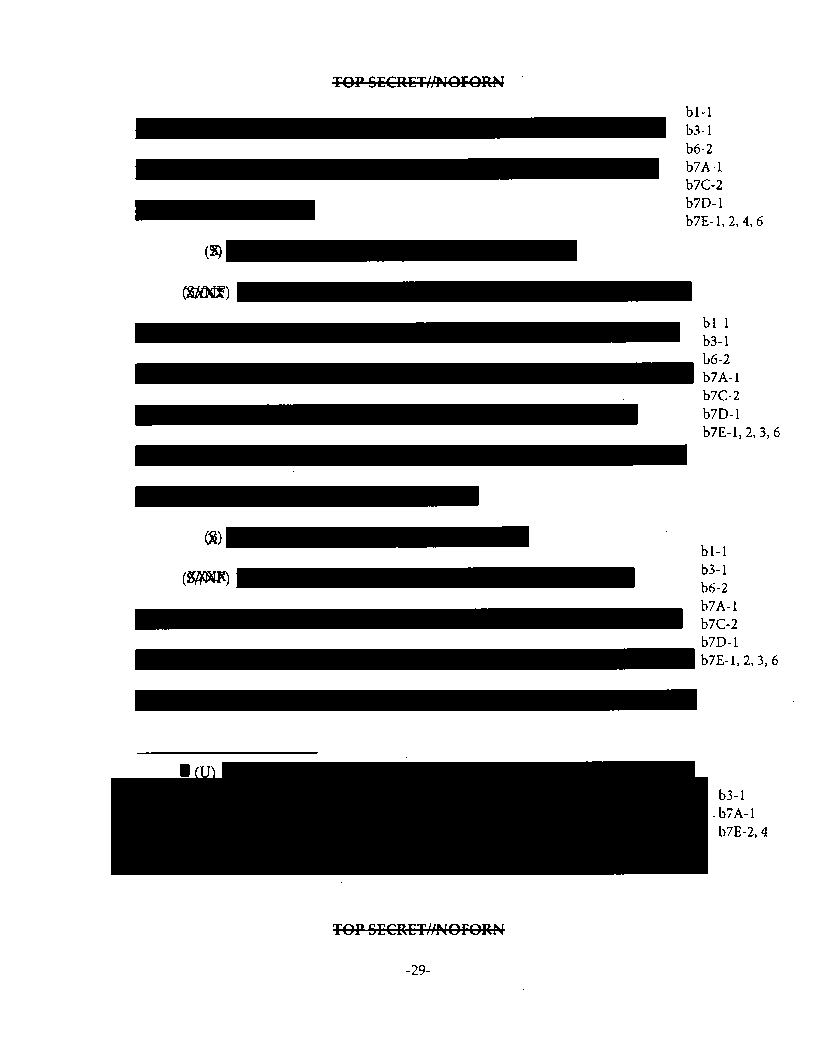 TOP SECRET//NOFORN
b1-1
b3-1
b6-2
b7A-1
b7C-2
b7D-1
b7E-1, 2, 4, 6
(S)
(S//NF)
b1-1
b3-1
b6-2
b7A-1
b7C-2
b7D-1
b7E-1, 2, 3, 6
(S)
(S//NF)
b1-1
b3-1
b6-2
b7A-1
b7C-2
b7D-1
b7E-1, 2, 3, 6
(U)
b3-1
b7A-1
b7E-2, 4
TOP SECRET//NOFORN
-29-